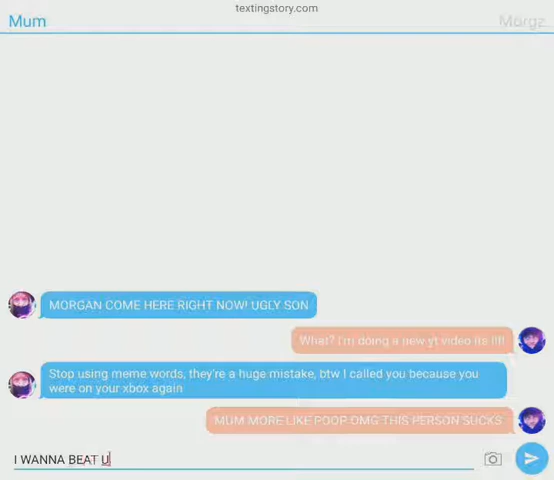 textingstory.com
Mum
Morgz
MORGAN COME HERE RIGHT NOW! UGLY SON
What? I'm doing a new yt video its lit!!
Stop using meme words, they're a huge mistake, btw I called you because you
were on your xbox again
MUM MORE LIKE POOP OMG THIS PERSON SUCKS
I WANNA BEAT U